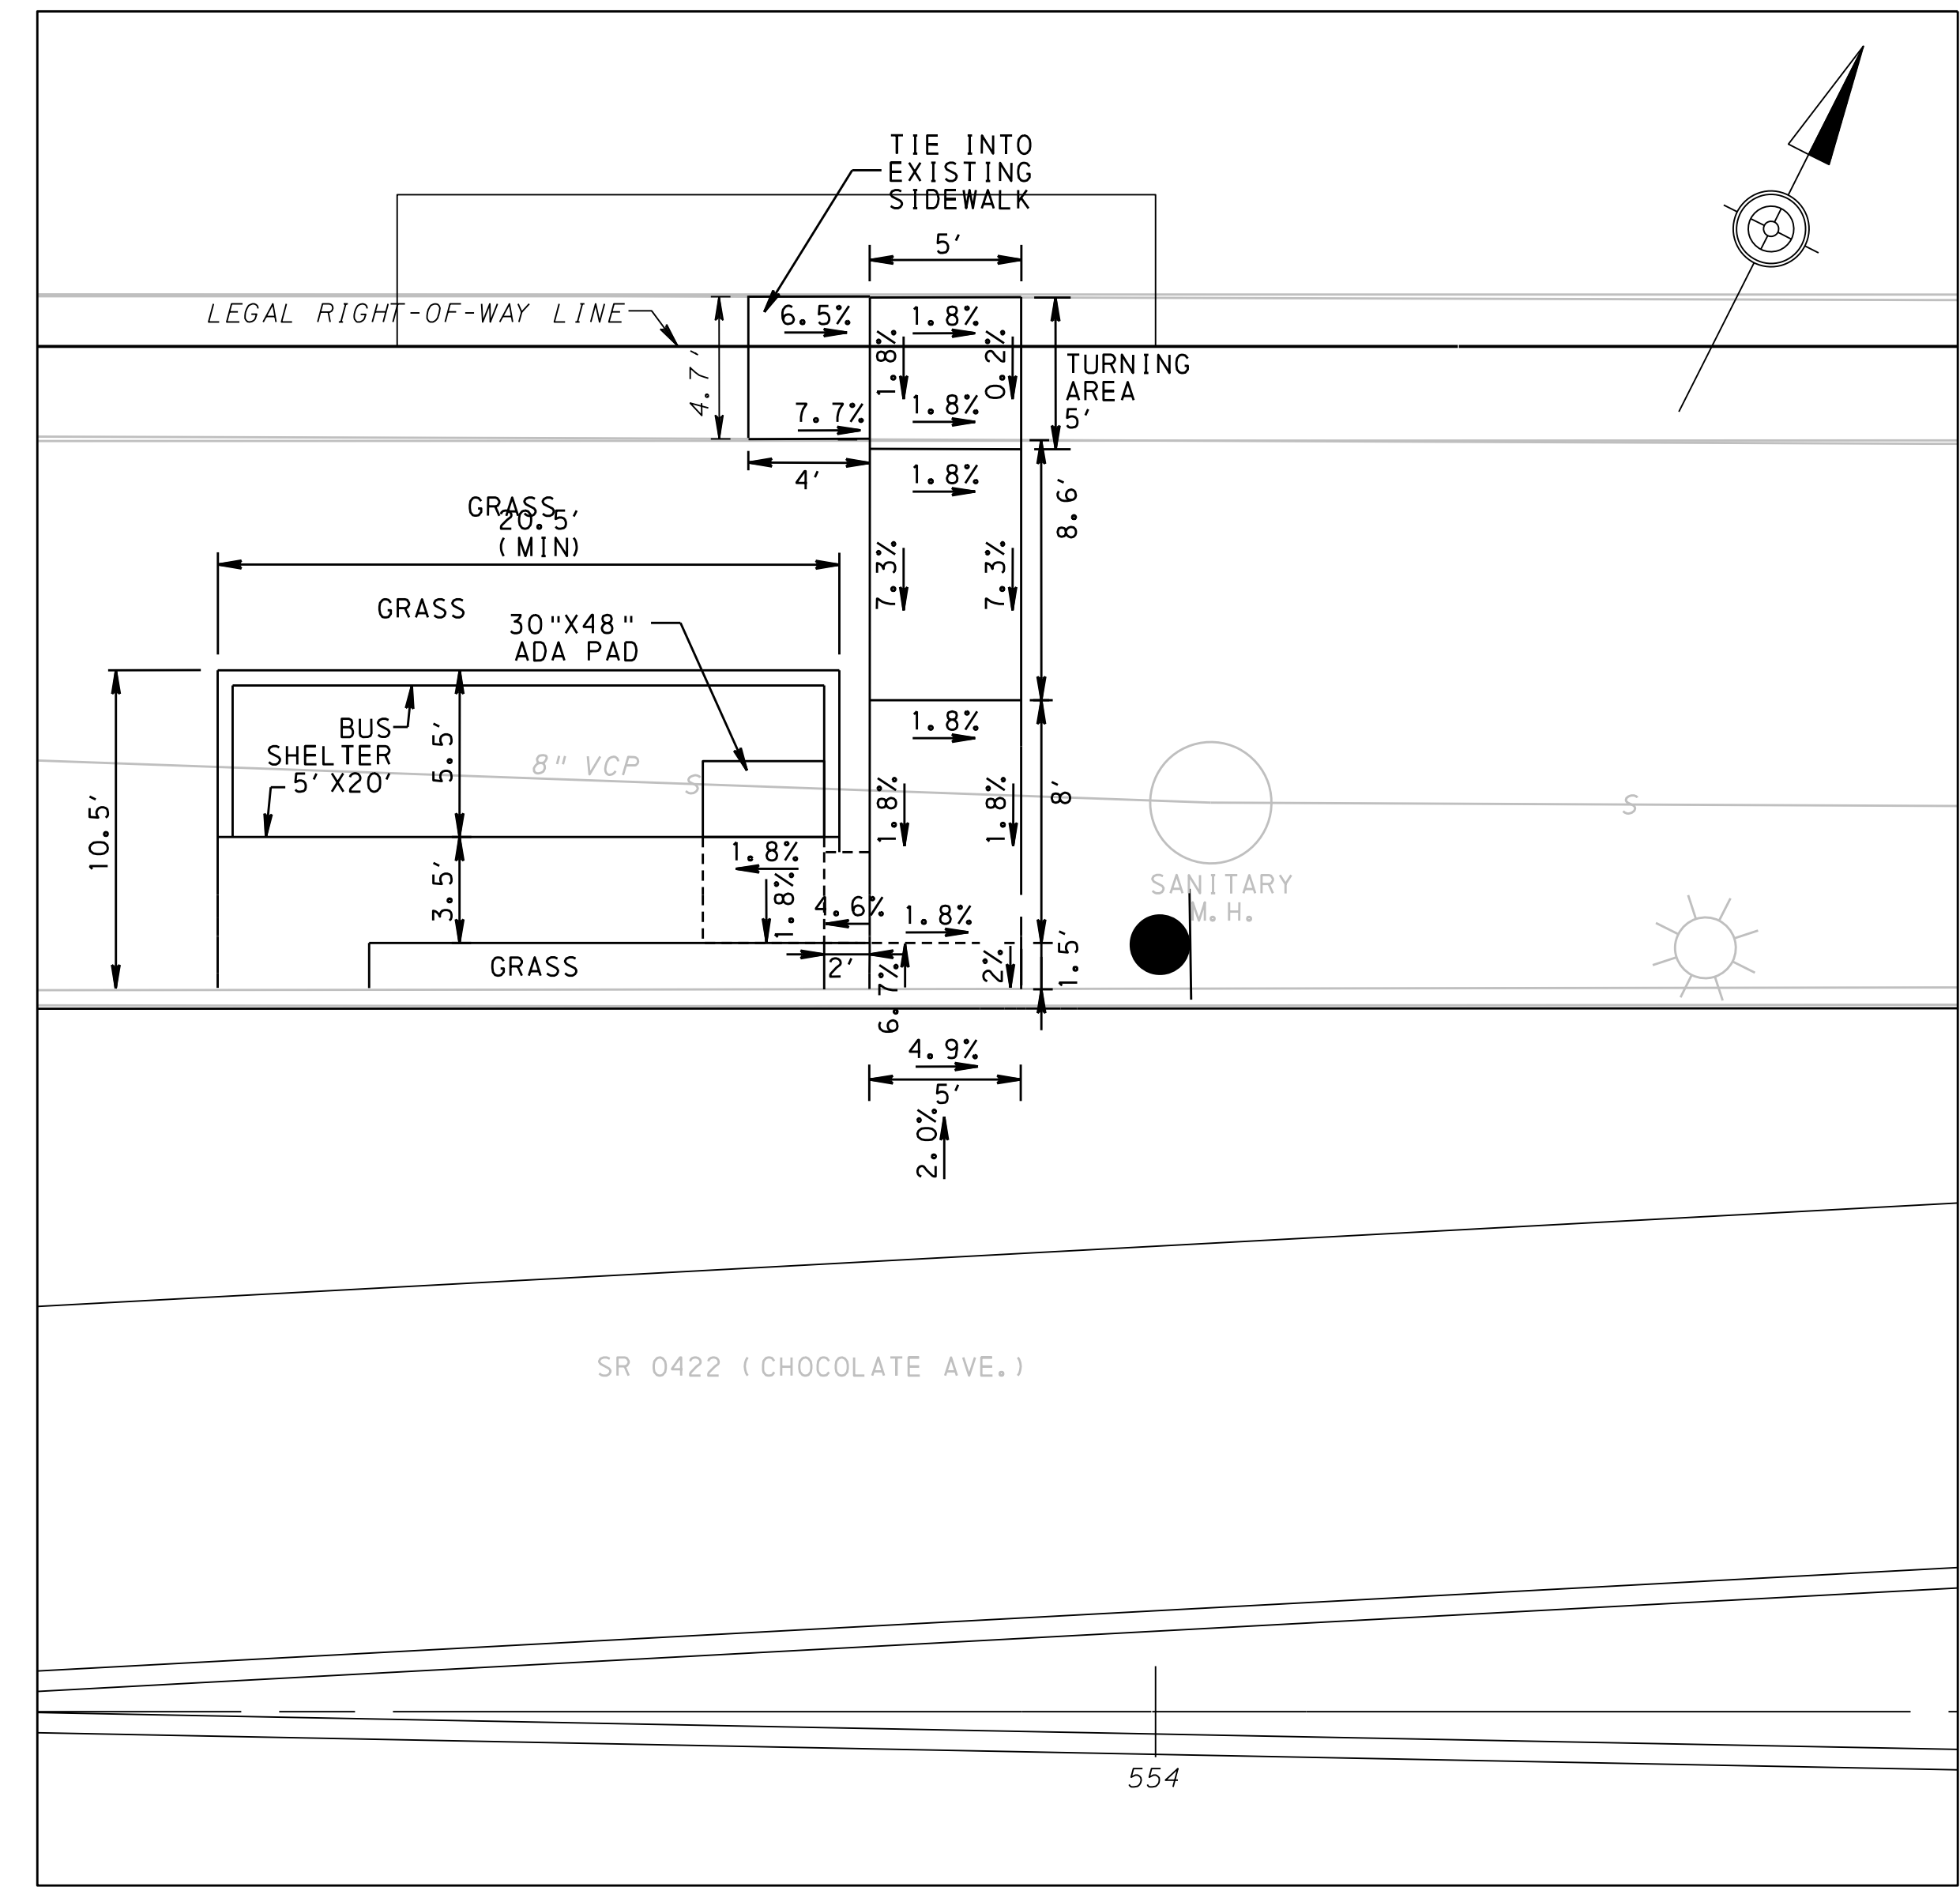 TIE INTO
EXISTING
SIDEWALK
5'
LEGAL RIGHT-OF-WAY LINE
6.5%
1.8%
1.8%
0.2%
4.7'
TURNING
AREA
5'
7.7%
1.8%
4'
1.8%
8.6'
GRASS
20.5'
(MIN)
7.3%
7.3%
GRASS
30"X48"
ADA PAD
BUS
SHELTER
5'X20'
5.5'
1.8%
8" VCP
S
1.8%
1.8%
8'
S
10.5'
1.8%
SANITARY
M.H.
3.5'
1.8%
4.6%
1.8%
GRASS
2'
6.7%
2%
1.5'
4.9%
5'
2.0%
SR 0422 (CHOCOLATE AVE.)
554